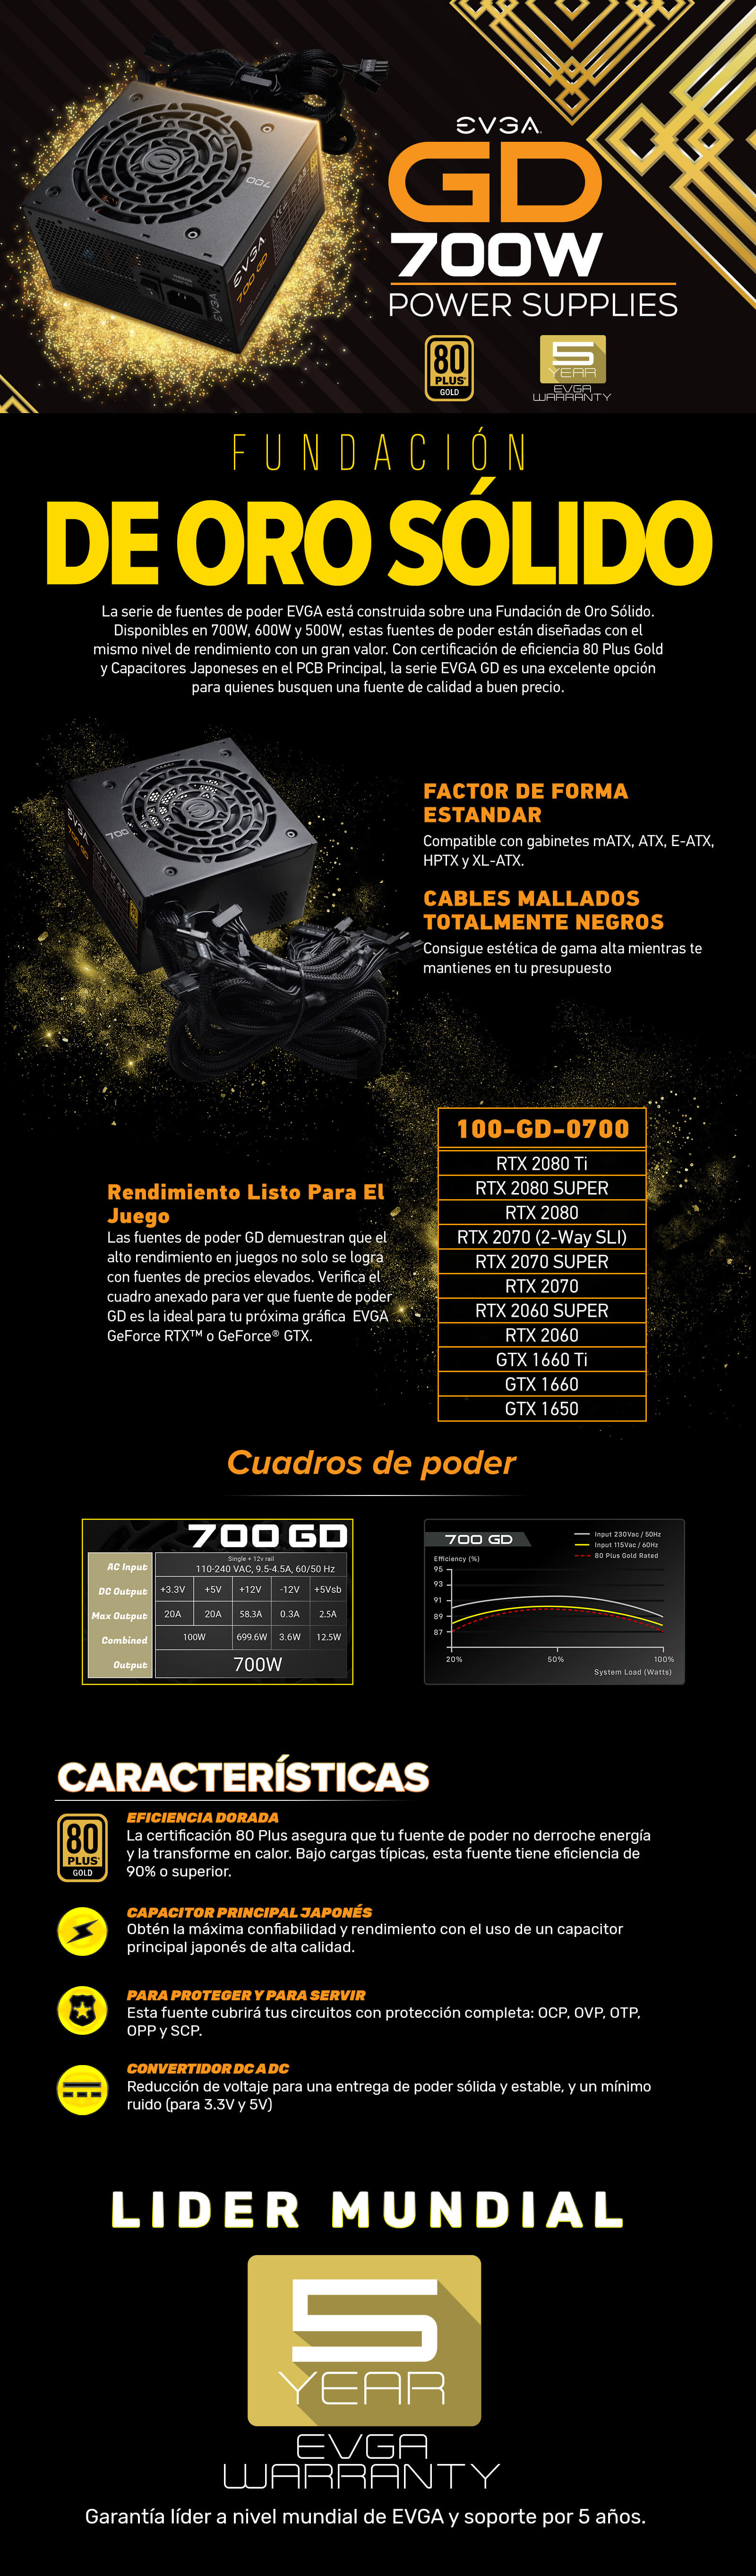 EVGA
GD
700W
POWER SUPPLIES
80
PLUS
GOLD
5
YEAR
EVGA
WARRANTY
700
EVGA
700 GD
EVGA
FUNDACIÓN
DE ORO SÓLIDO
La serie de fuentes de poder EVGA está construida sobre una Fundación de Oro Sólido.
Disponibles en 700W, 600W y 500W, estas fuentes de poder están diseñadas con el
mismo nivel de rendimiento con un gran valor. Con certificación de eficiencia 80 Plus Gold
y Capacitores Japoneses en el PCB Principal, la serie EVGA GD es una excelente opción
para quienes busquen una fuente de calidad a buen precio.
EVGA
700 GD
700
FACTOR DE FORMA
ESTANDAR
Compatible con gabinetes mATX, ATX, E-ATX,
HPTX y XL-ATX.
CABLES MALLADOS
TOTALMENTE NEGROS
Consigue estética de gama alta mientras te
mantienes en tu presupuesto
Rendimiento Listo Para El
Juego
Las fuentes de poder GD demuestran que el
alto rendimiento en juegos no solo se logra
con fuentes de precios elevados. Verifica el
cuadro anexado para ver que fuente de poder
GD es la ideal para tu próxima gráfica EVGA
GeForce RTX™ o GeForce® GTX.
100-GD-0700
RTX 2080 Ti
RTX 2080 SUPER
RTX 2080
RTX 2070 (2-Way SLI)
RTX 2070 SUPER
RTX 2070
RTX 2060 SUPER
RTX 2060
GTX 1660 Ti
GTX 1660
GTX 1650
Cuadros de poder
700 GD
Single + 12v rail
AC Input 110-240 VAC, 9.5-4.5A, 60/50 Hz
DC Output +3.3V +5V +12V -12V +5Vsb
Max Output 20A 20A 58.3A 0.3A 2.5A
Combined 100W 699.6W 3.6W 12.5W
Output 700W
700 GD
Input 230Vac / 50Hz
Input 115Vac / 60Hz
80 Plus Gold Rated
Efficiency (%)
95
93
91
89
87
20% 50% 100%
System Load (Watts)
CARACTERÍSTICAS
80
PLUS
GOLD
EFICIENCIA DORADA
La certificación 80 Plus asegura que tu fuente de poder no derroche energía
y la transforme en calor. Bajo cargas típicas, esta fuente tiene eficiencia de
90% o superior.
CAPACITOR PRINCIPAL JAPONÉS
Obtén la máxima confiabilidad y rendimiento con el uso de un capacitor
principal japonés de alta calidad.
PARA PROTEGER Y PARA SERVIR
Esta fuente cubrirá tus circuitos con protección completa: OCP, OVP, OTP,
OPP y SCP.
CONVERTIDOR DC A DC
Reducción de voltaje para una entrega de poder sólida y estable, y un mínimo
ruido (para 3.3V y 5V)
LIDER MUNDIAL
5
YEAR
EVGA
WARRANTY
Garantía líder a nivel mundial de EVGA y soporte por 5 años.